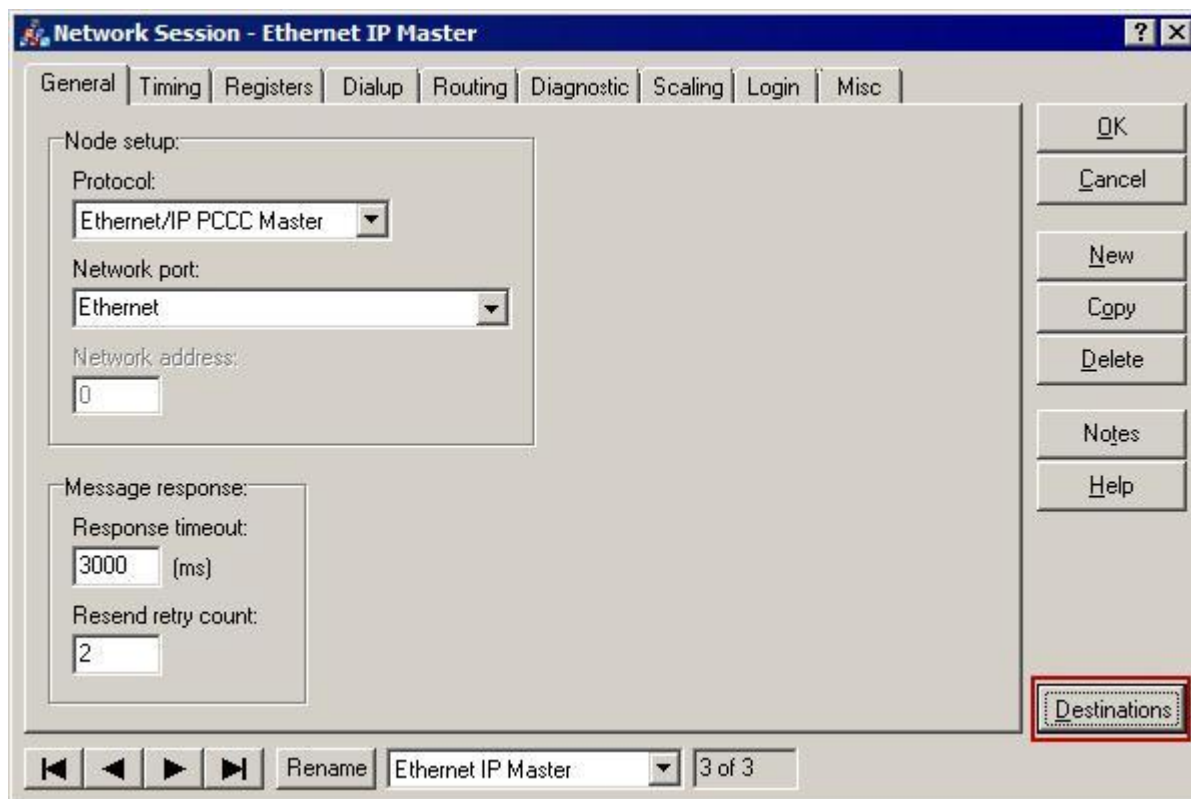 Network Session - Ethernet IP Master
General Timing Registers Dialup Routing Diagnostic Scaling Login Misc
Node setup:
Protocol:
Ethernet/IP PCCC Master
Network port:
Ethernet
Network address:
0
Message response:
Response timeout:
3000 (ms)
Resend retry count:
2
OK
Cancel
New
Copy
Delete
Notes
Help
Destinations
Rename Ethernet IP Master 3 of 3